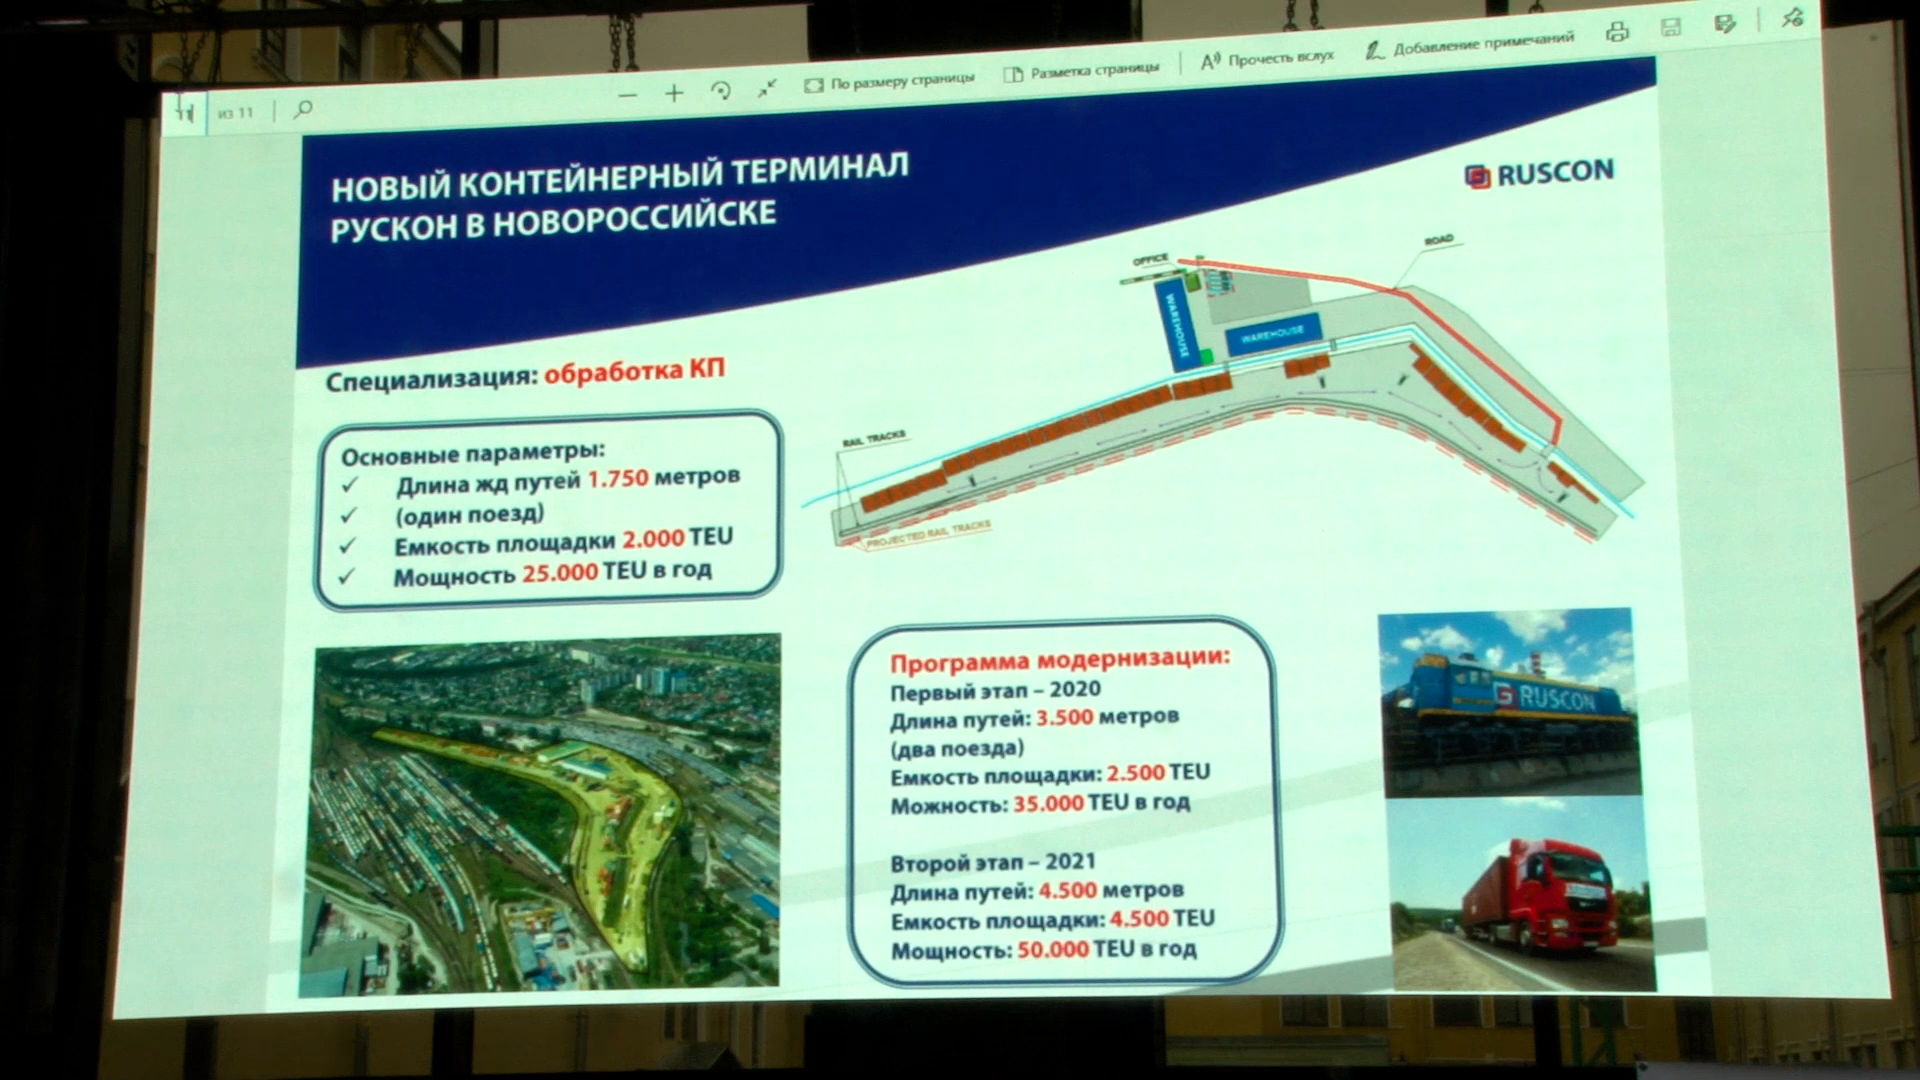 11
из 11
По размеру страницы
Разметка страницы
Прочесть вслух
Добавление примечаний
НОВЫЙ КОНТЕЙНЕРНЫЙ ТЕРМИНАЛ
РУСКОН В НОВОРОССИЙСКЕ
RUSCON
Специализация: обработка КП
Основные параметры:
✓ Длина жд путей 1.750 метров
✓ (один поезд)
✓ Емкость площадки 2.000 TEU
✓ Мощность 25.000 TEU в год
OFFICE
ROAD
WAREHOUSE
WAREHOUSE
RAIL TRACKS
PROJECTED RAIL TRACKS
Программа модернизации:
Первый этап – 2020
Длина путей: 3.500 метров
(два поезда)
Емкость площадки: 2.500 TEU
Можность: 35.000 TEU в год
Второй этап – 2021
Длина путей: 4.500 метров
Емкость площадки: 4.500 TEU
Мощность: 50.000 TEU в год
RUSCON